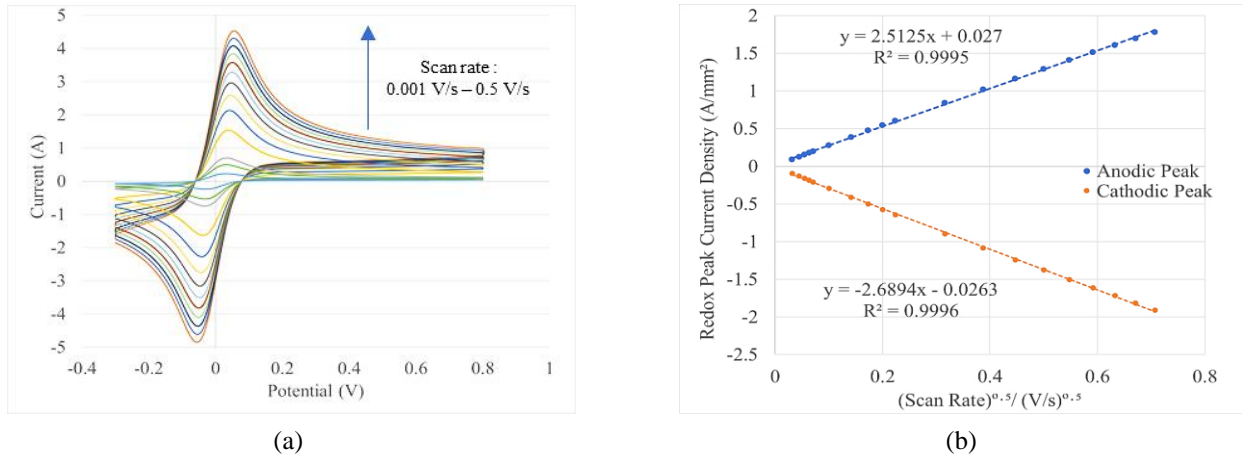 5
4
3
2
1
0
-1
-2
-3
-4
-5
Current (A)
Scan rate :
0.001 V/s – 0.5 V/s
-0.4
-0.2
0
0.2
0.4
0.6
0.8
1
Potential (V)
(a)
2
1.5
1
0.5
0
-0.5
-1
-1.5
-2
-2.5
Redox Peak Current Density (A/mm²)
y = 2.5125x + 0.027
R² = 0.9995
Anodic Peak
Cathodic Peak
y = -2.6894x - 0.0263
R² = 0.9996
0
0.2
0.4
0.6
0.8
(Scan Rate)⁰·⁵/ (V/s)⁰·⁵
(b)